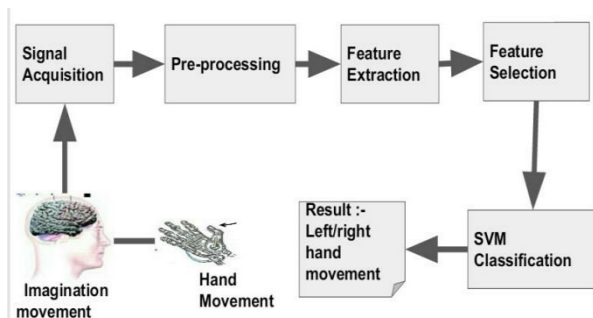 Signal
Acquisition
Pre-processing
Feature
Extraction
Feature
Selection
Imagination
movement
Hand
Movement
Result :-
Left/right
hand
movement
SVM
Classification